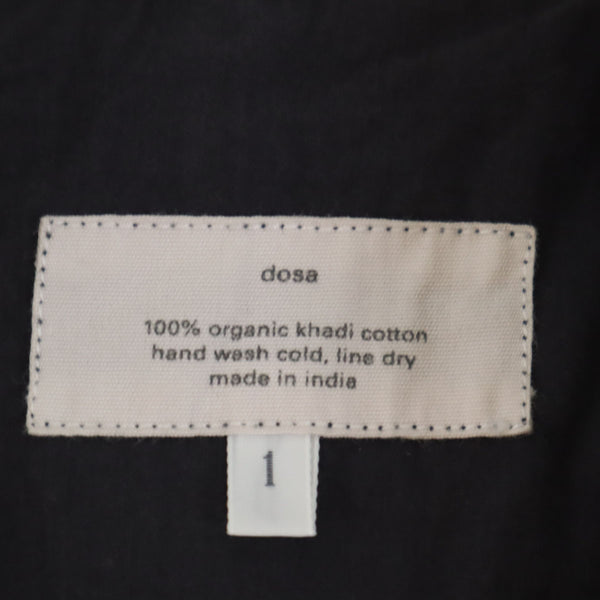 dosa
100% organic khadi cotton
hand wash cold, line dry
made in india
1